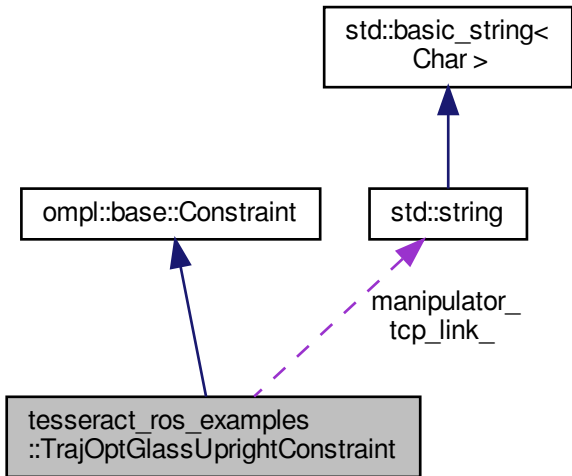 std::basic_string<
Char >
ompl::base::Constraint
std::string
manipulator_
tcp_link_
tesseract_ros_examples
::TrajOptGlassUprightConstraint